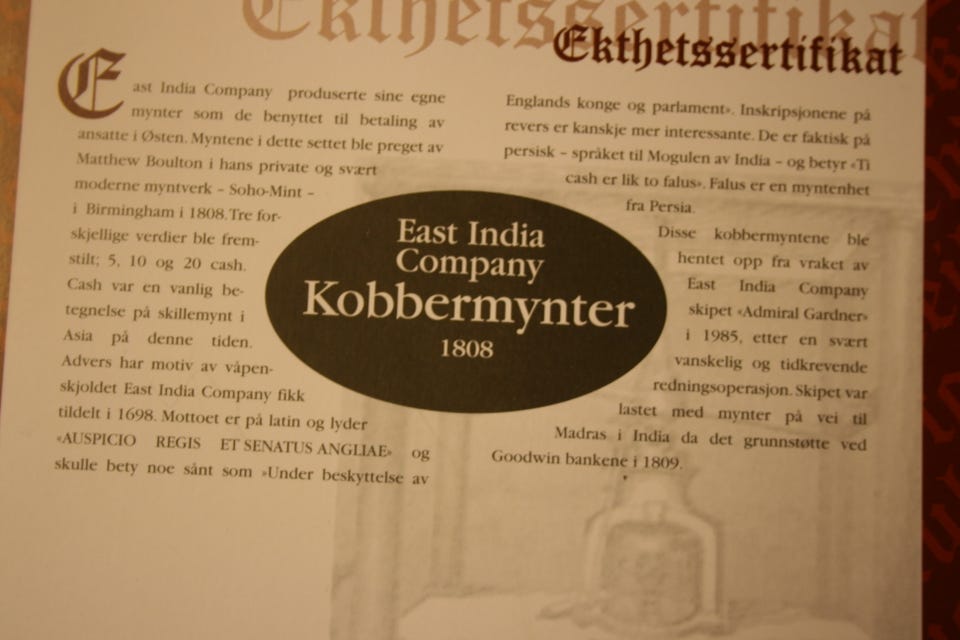 Ekthetssertifikat
Ekthetssertifikat
East India Company produserte sine egne
mynter som de benyttet til betaling av
ansatte i Østen. Myntene i dette settet ble preget av
Matthew Boulton i hans private og svært
moderne myntverk – Soho-Mint –
i Birmingham i 1808. Tre for-
skjellige verdier ble frem-
stilt; 5, 10 og 20 cash.
Cash var en vanlig be-
tegnelse på skillemynt i
Asia på denne tiden.
Advers har motiv av våpen-
skjoldet East India Company fikk
tildelt i 1698. Mottoet er på latin og lyder
«AUSPICIO REGIS ET SENATUS ANGLIAE» og
skulle bety noe sånt som »Under beskyttelse av
East India
Company
Kobbermynter
1808
Englands konge og parlament». Inskripsjonene på
revers er kanskje mer interessante. De er faktisk på
persisk – språket til Mogulen av India – og betyr «Ti
cash er lik to falus». Falus er en myntenhet
fra Persia.
Disse kobbermyntene ble
hentet opp fra vraket av
East India Company
skipet «Admiral Gardner»
i 1985, etter en svært
vanskelig og tidkrevende
redningsoperasjon. Skipet var
lastet med mynter på vei til
Madras i India da det grunnstøtte ved
Goodwin bankene i 1809.